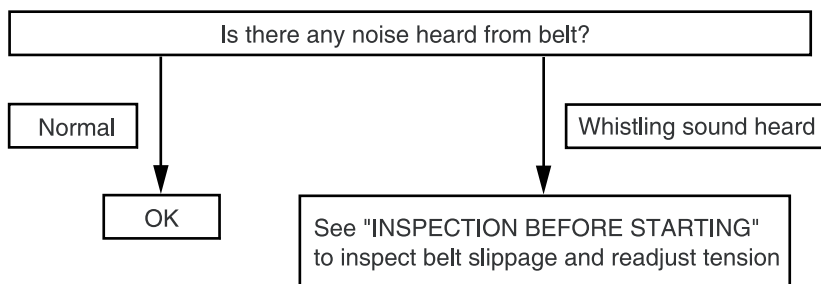 Is there any noise heard from belt?
Normal
Whistling sound heard
OK
See "INSPECTION BEFORE STARTING"
to inspect belt slippage and readjust tension